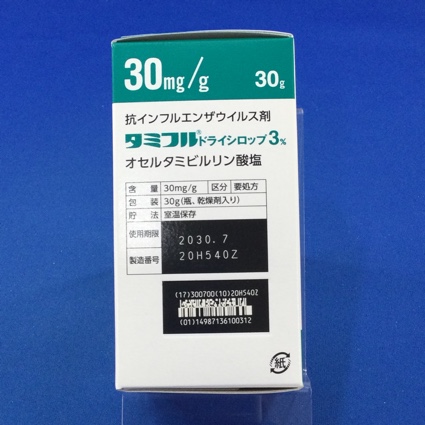 30mg/g 30g
抗インフルエンザウイルス剤
タミフル®ドライシロップ3%
オセルタミビルリン酸塩
含 量 30mg/g 区分 要処方
包 装 30g(瓶、乾燥剤入り)
貯 法 室温保存
使用期限 2030.7
製造番号 20H540Z
(17)300700(10)20H540Z
(01)14987136100312
紙